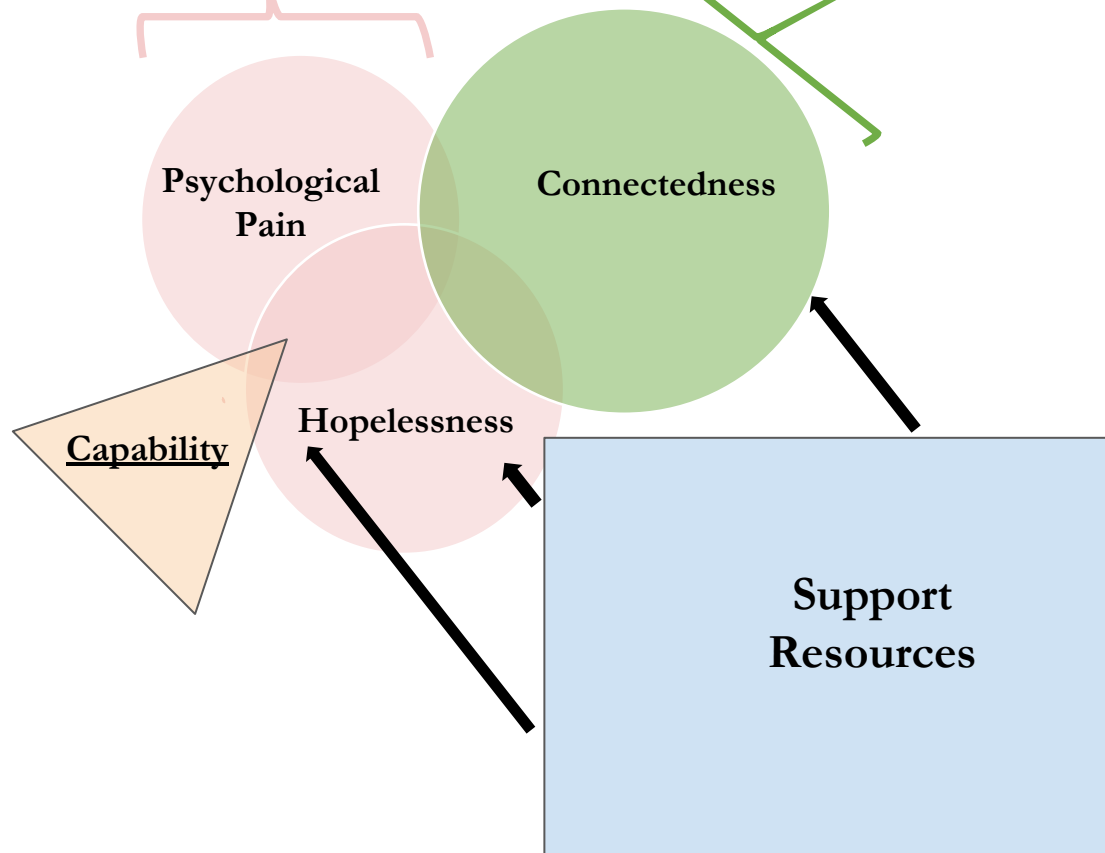 Psychological
Pain
Connectedness
Hopelessness
Capability
Support
Resources